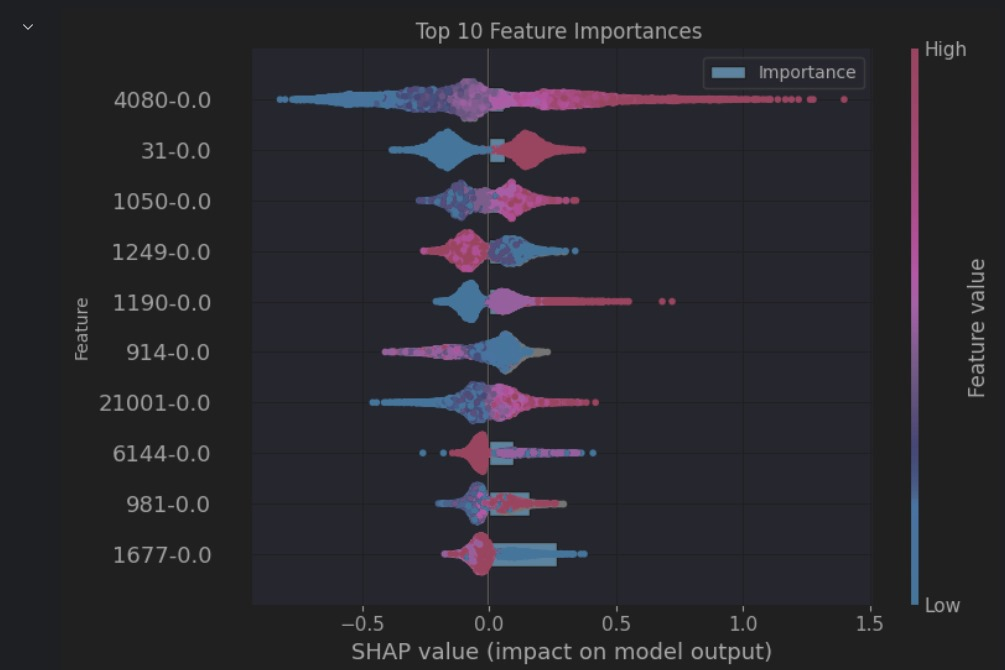 Top 10 Feature Importances
Importance
High
4080-0.0
31-0.0
1050-0.0
1249-0.0
1190-0.0
914-0.0
21001-0.0
6144-0.0
981-0.0
1677-0.0
Feature
Feature value
Low
−0.5
0.0
0.5
1.0
1.5
SHAP value (impact on model output)